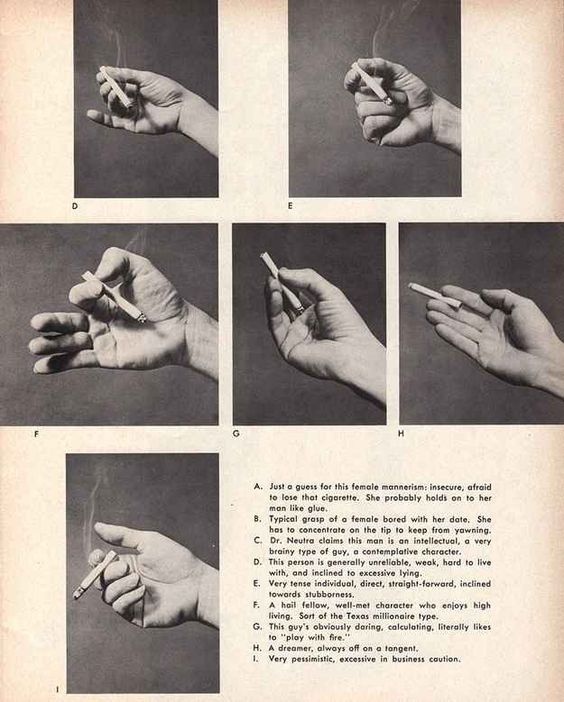 D
E
F
G
H
A. Just a guess for this female mannerism: insecure, afraid
to lose that cigarette. She probably holds on to her
man like glue.
B. Typical grasp of a female bored with her date. She
has to concentrate on the tip to keep from yawning.
C. Dr. Neutra claims this man is an intellectual, a very
brainy type of guy, a contemplative character.
D. This person is generally unreliable, weak, hard to live
with, and inclined to excessive lying.
E. Very tense individual, direct, straight-forward, inclined
towards stubborness.
F. A hail fellow, well-met character who enjoys high
living. Sort of the Texas millionaire type.
G. This guy's obviously daring, calculating, literally likes
to "play with fire."
H. A dreamer, always off on a tangent.
I. Very pessimistic, excessive in business caution.
I